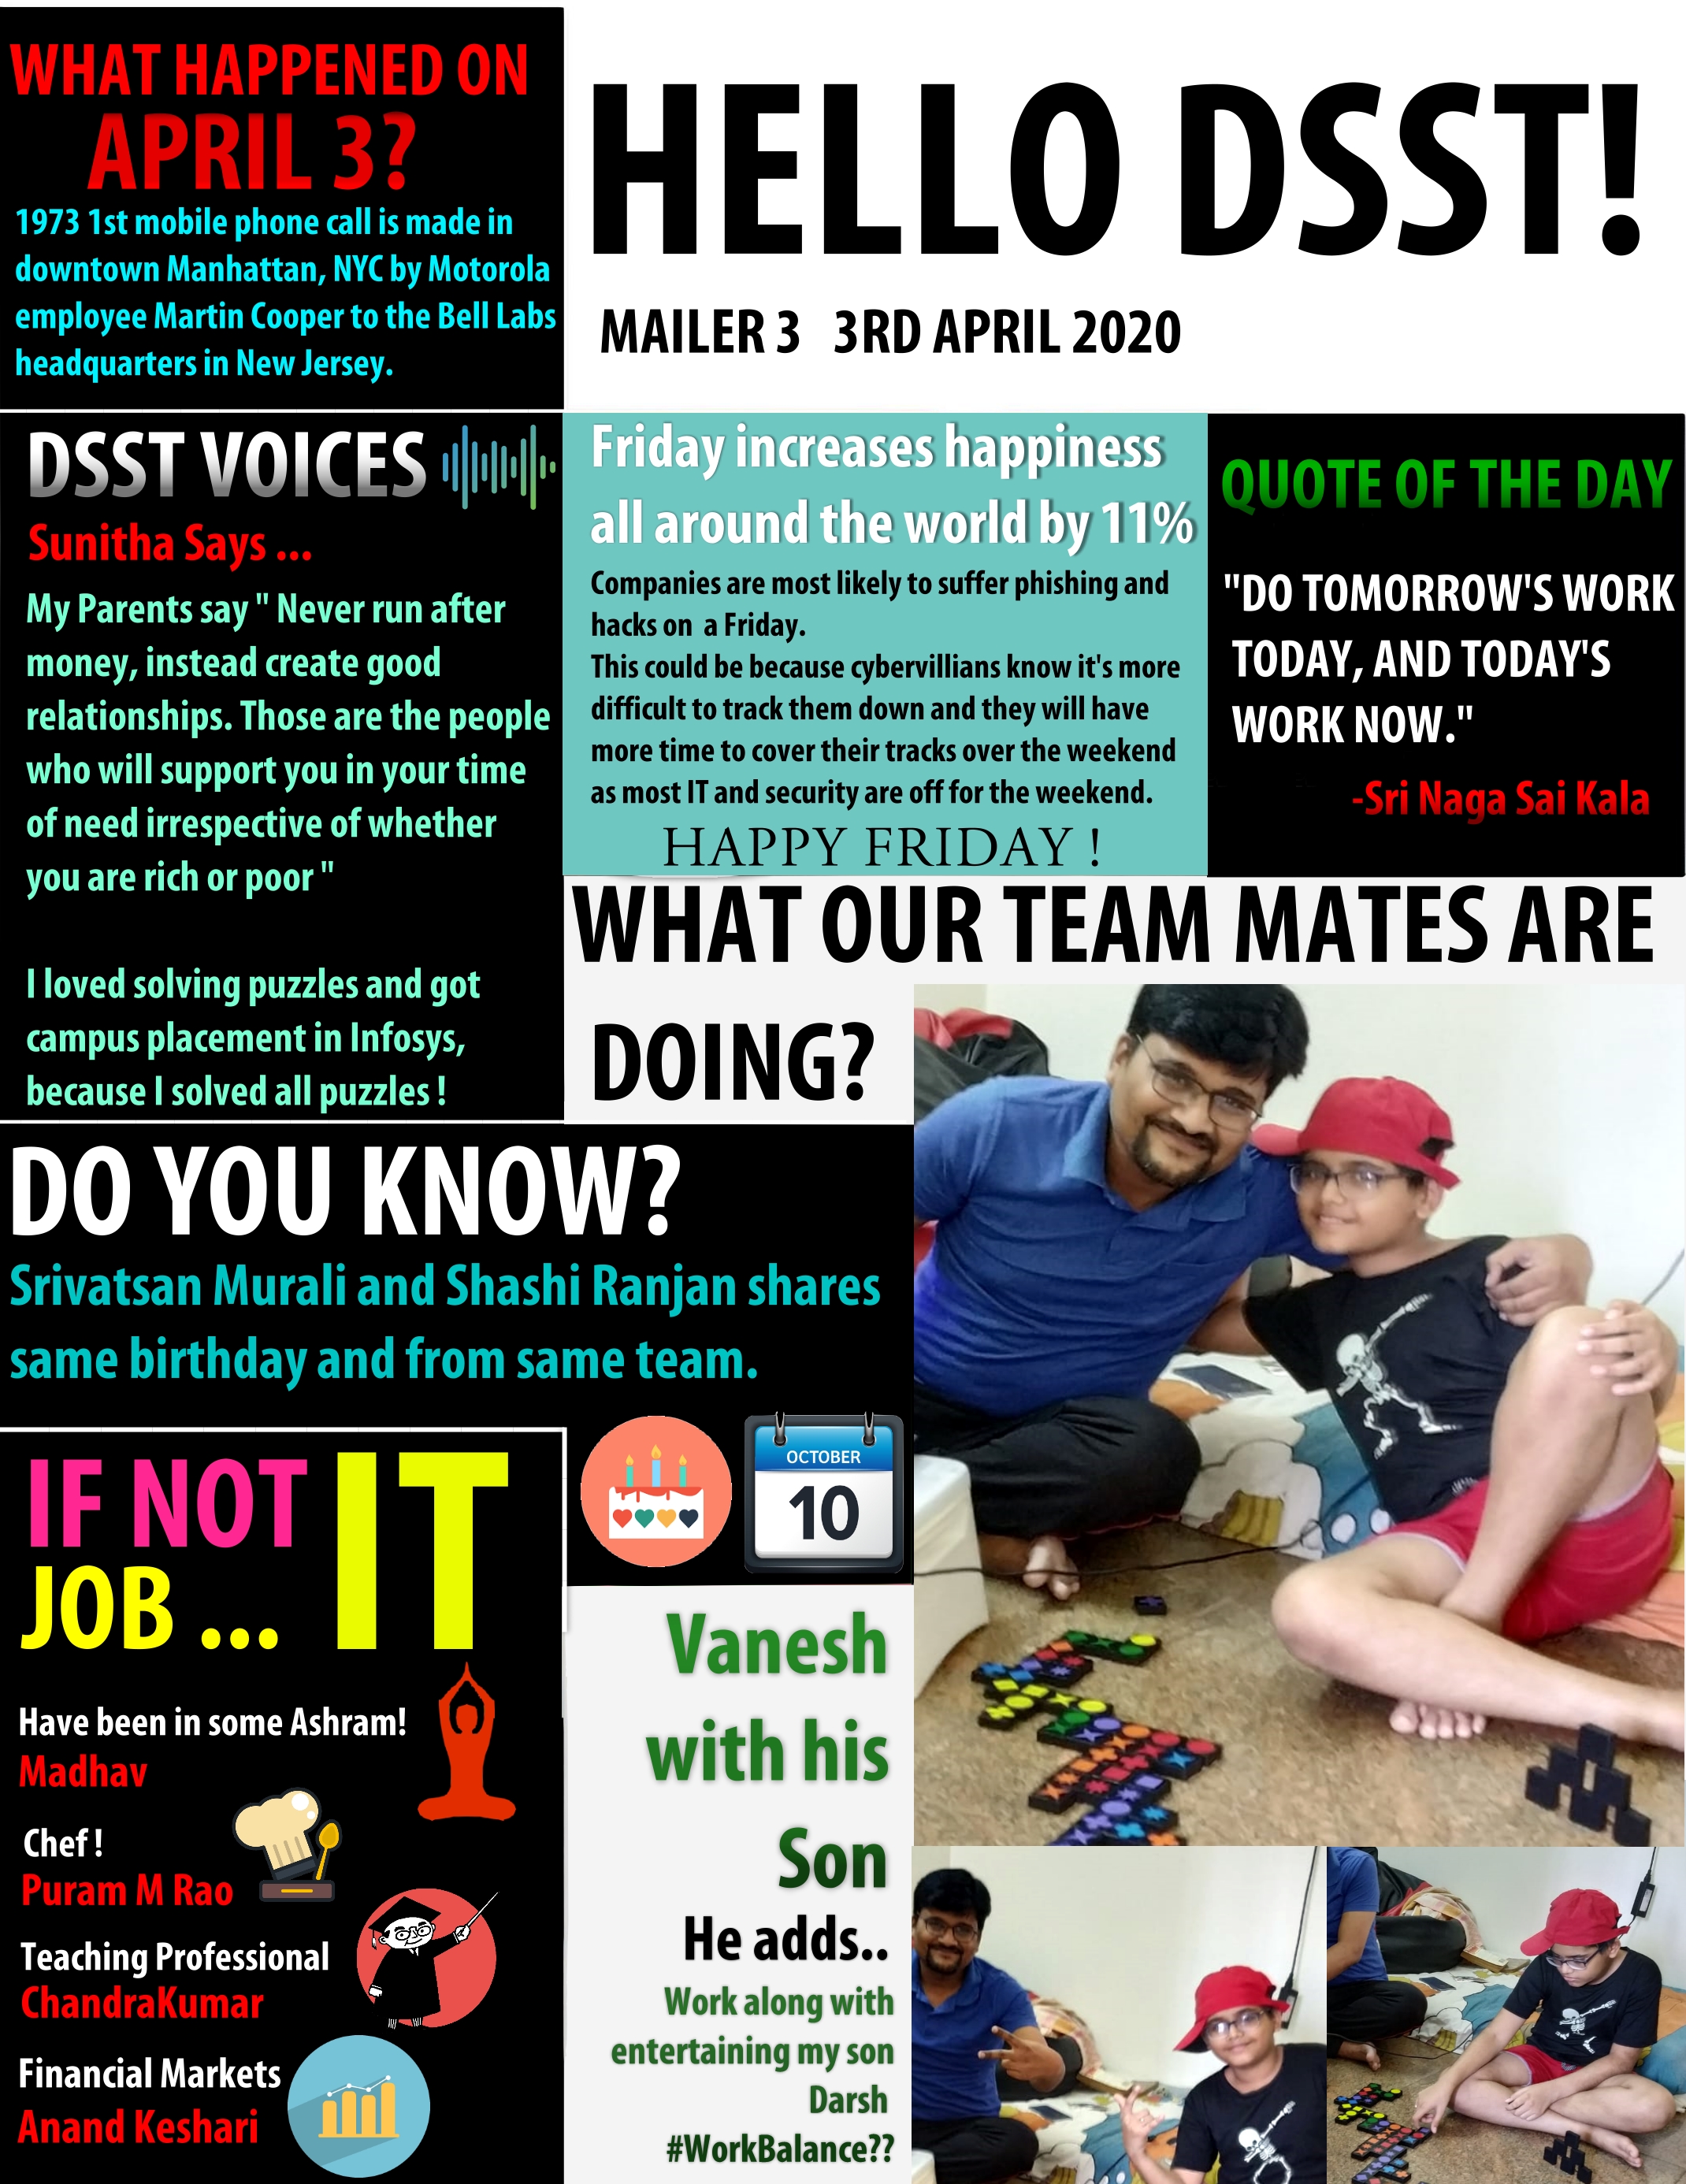 WHAT HAPPENED ON
APRIL 3?
1973 1st mobile phone call is made in
downtown Manhattan, NYC by Motorola
employee Martin Cooper to the Bell Labs
headquarters in New Jersey.
HELLO DSST!
MAILER 3 3RD APRIL 2020
DSST VOICES
Sunitha Says ...
My Parents say " Never run after
money, instead create good
relationships. Those are the people
who will support you in your time
of need irrespective of whether
you are rich or poor "
I loved solving puzzles and got
campus placement in Infosys,
because I solved all puzzles !
Friday increases happiness
all around the world by 11%
Companies are most likely to suffer phishing and
hacks on a Friday.
This could be because cybervillians know it's more
difficult to track them down and they will have
more time to cover their tracks over the weekend
as most IT and security are off for the weekend.
HAPPY FRIDAY !
QUOTE OF THE DAY
"DO TOMORROW'S WORK
TODAY, AND TODAY'S
WORK NOW."
-Sri Naga Sai Kala
WHAT OUR TEAM MATES ARE
DOING?
DO YOU KNOW?
Srivatsan Murali and Shashi Ranjan shares
same birthday and from same team.
OCTOBER
10
IF NOT IT
JOB ...
Have been in some Ashram!
Madhav
Chef !
Puram M Rao
Teaching Professional
ChandraKumar
Financial Markets
Anand Keshari
Vanesh
with his
Son
He adds..
Work along with
entertaining my son
Darsh
#WorkBalance??